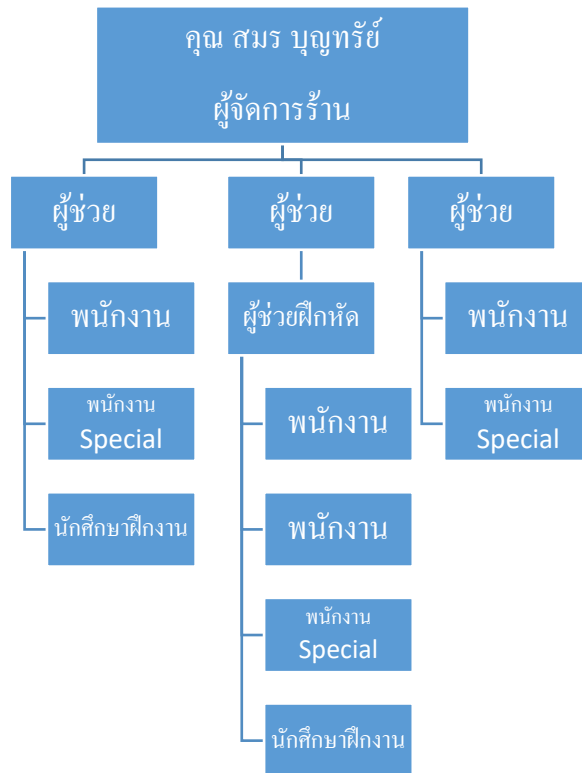 คุณ สมร บุญทรัย์
ผู้จัดการร้าน
ผู้ช่วย
พนักงาน
พนักงาน
Special
นักศึกษาฝึกงาน
ผู้ช่วย
ผู้ช่วยฝึกหัด
พนักงาน
พนักงาน
พนักงาน
Special
นักศึกษาฝึกงาน
ผู้ช่วย
พนักงาน
พนักงาน
Special